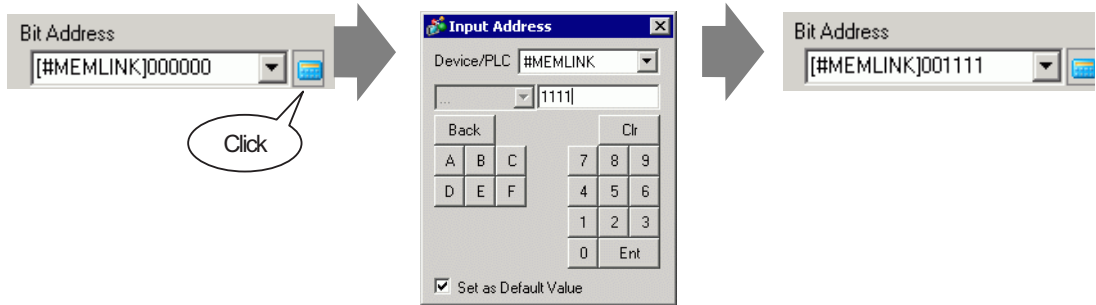 Bit Address
[#MEMLINK]000000
Click
Input Address
Device/PLC #MEMLINK
... 1111
Back Clr
A B C 7 8 9
D E F 4 5 6
1 2 3
0 Ent
Set as Default Value
Bit Address
[#MEMLINK]001111